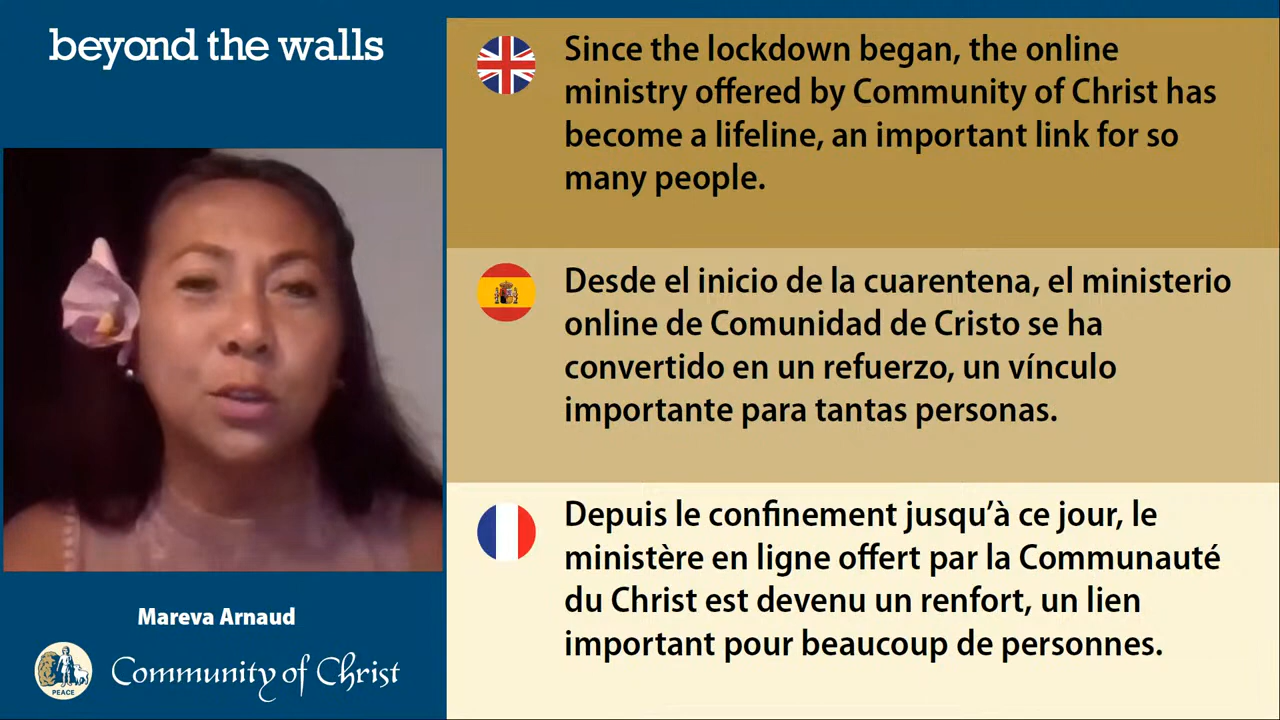 beyond the walls
Since the lockdown began, the online
ministry offered by Community of Christ has
become a lifeline, an important link for so
many people.
Desde el inicio de la cuarentena, el ministerio
online de Comunidad de Cristo se ha
convertido en un refuerzo, un vínculo
importante para tantas personas.
Depuis le confinement jusqu’à ce jour, le
ministère en ligne offert par la Communauté
du Christ est devenu un renfort, un lien
important pour beaucoup de personnes.
Mareva Arnaud
PEACE
Community of Christ